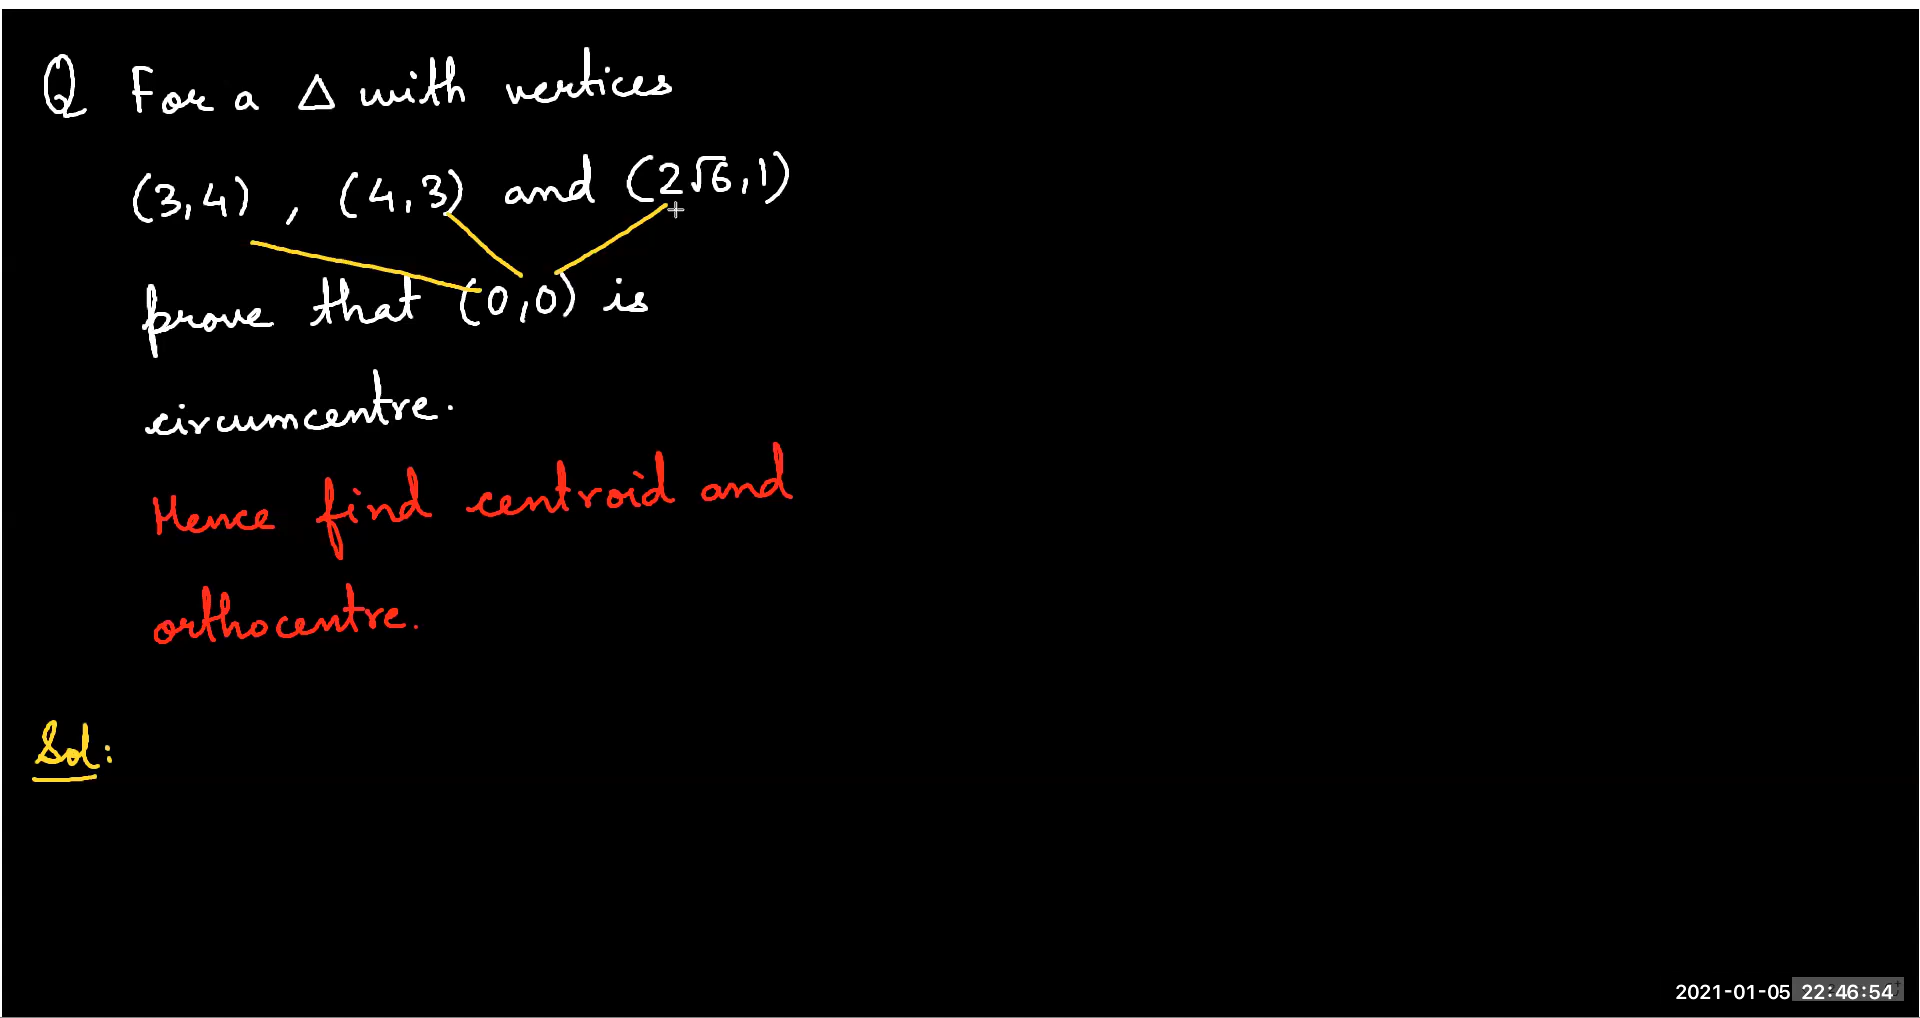 Q For a △ with vertices
(3,4), (4,3) and (2√6,1)
prove that (0,0) is
circumcentre.
Hence find centroid and
orthocentre.
Sol:
2021-01-05 22:46:54